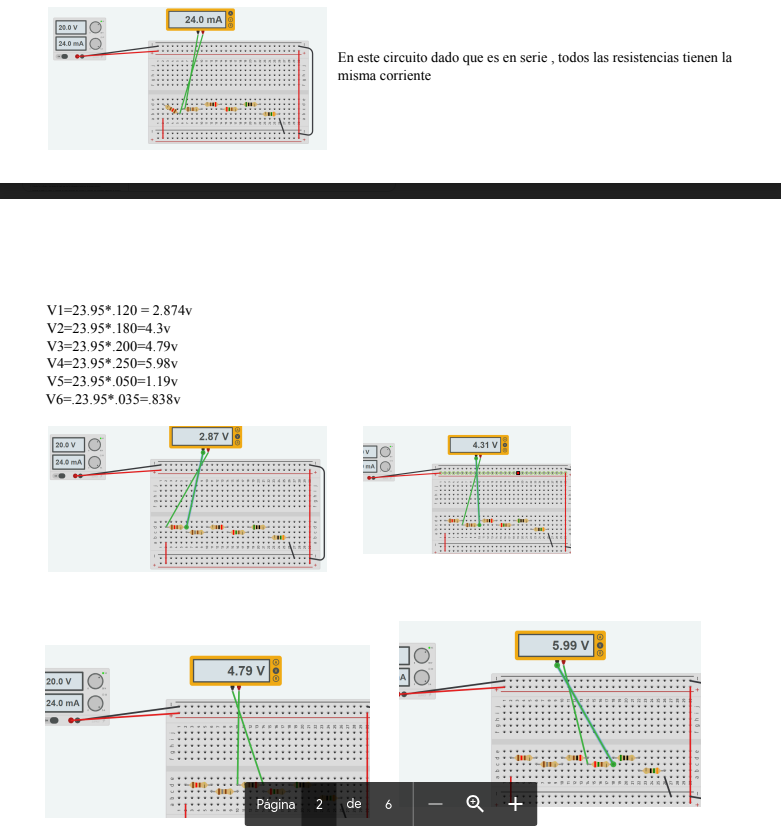 24.0 mA
20.0 V
24.0 mA
En este circuito dado que es en serie , todos las resistencias tienen la
misma corriente
V1=23.95*.120 = 2.874v
V2=23.95*.180=4.3v
V3=23.95*.200=4.79v
V4=23.95*.250=5.98v
V5=23.95*.050=1.19v
V6=.23.95*.035=.838v
2.87 V
20.0 V
24.0 mA
4.31 V
V
mA
4.79 V
20.0 V
24.0 mA
5.99 V
A
Página 2 de 6